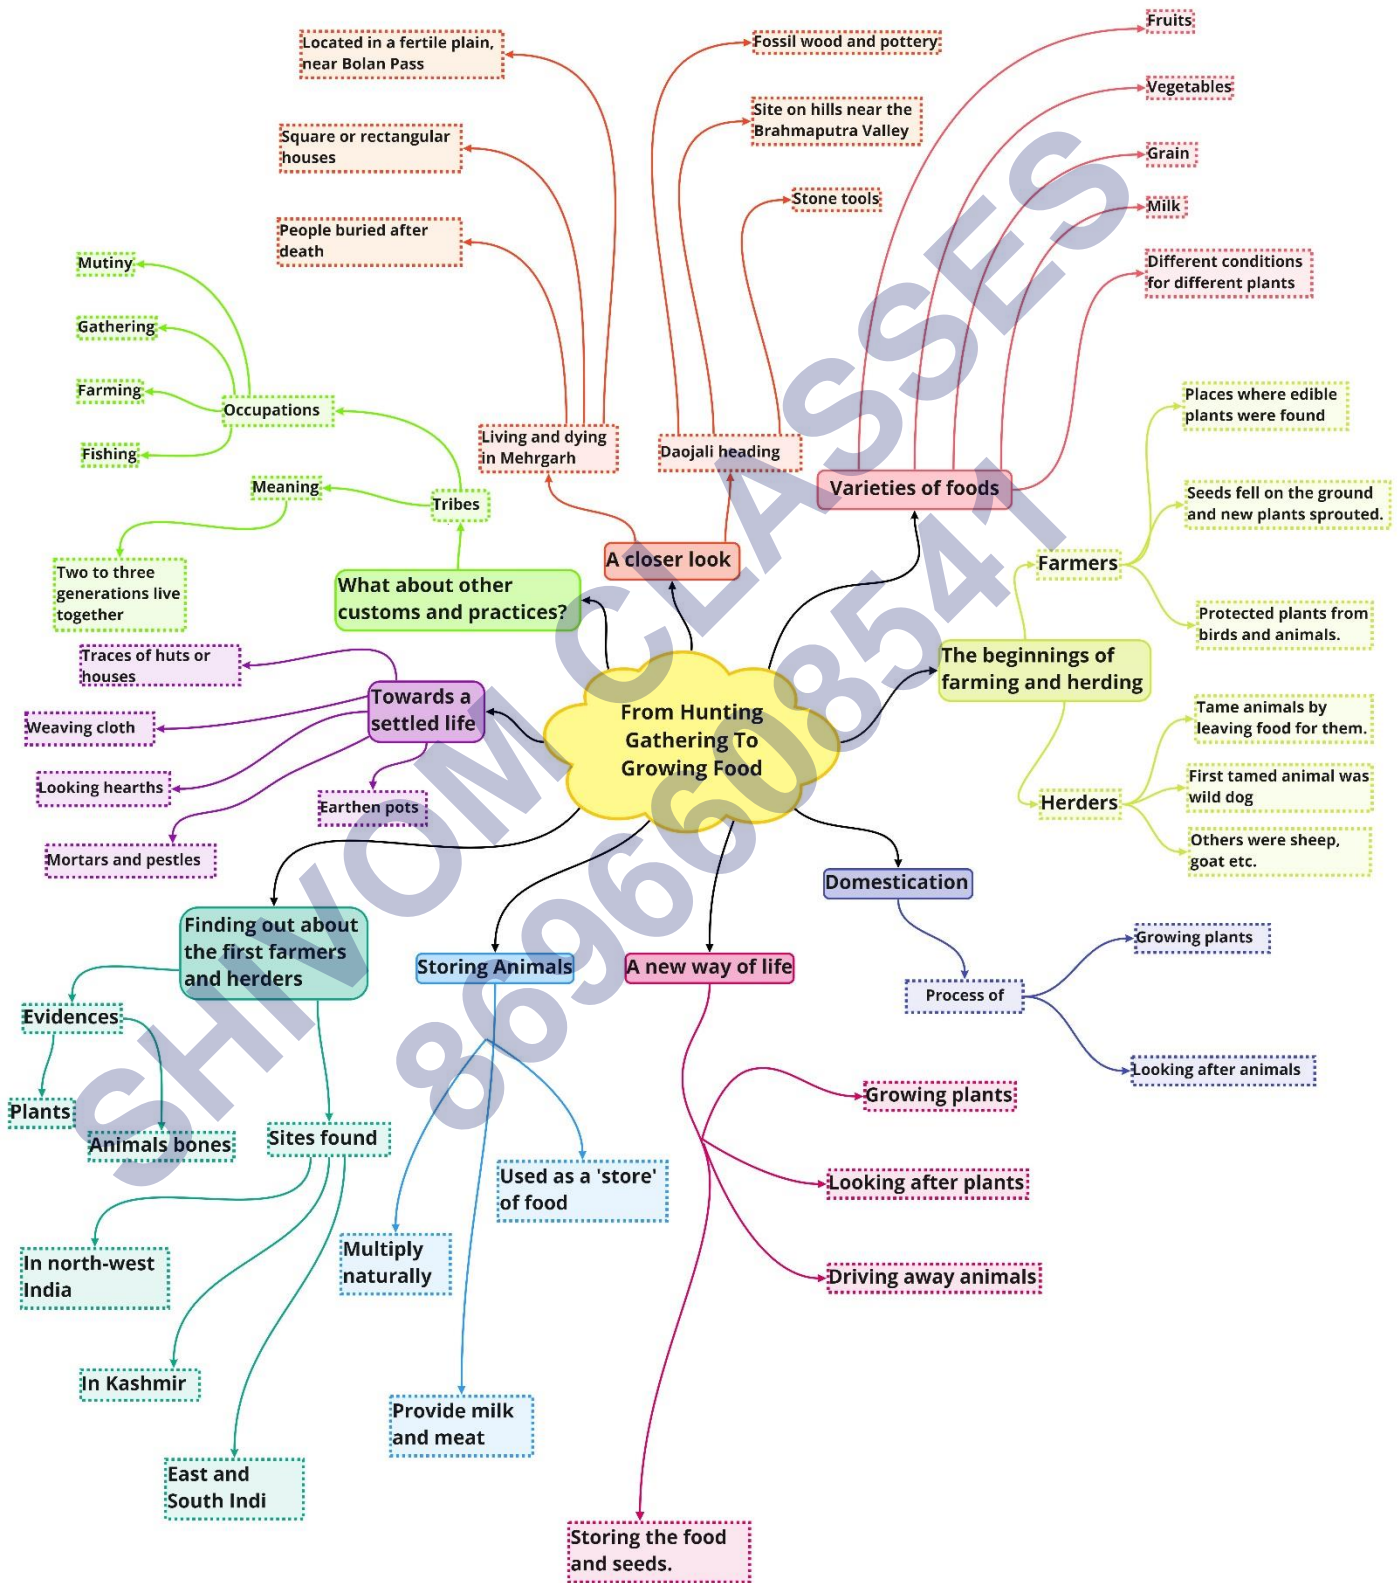 Fruits
Located in a fertile plain,
near Bolan Pass
Fossil wood and pottery
Vegetables
Site on hills near the
Brahmaputra Valley
Square or rectangular
houses
Grain
Stone tools
Milk
People buried after
death
Different conditions
for different plants
Mutiny
Gathering
Farming
Fishing
Occupations
Living and dying
in Mehrgarh
Daojali heading
Varieties of foods
Places where edible
plants were found
Seeds fell on the ground
and new plants sprouted.
Protected plants from
birds and animals.
Farmers
Meaning
Tribes
Two to three
generations live
together
A closer look
What about other
customs and practices?
The beginnings of
farming and herding
Traces of huts or
houses
Towards a
settled life
Weaving cloth
Looking hearths
Earthen pots
Mortars and pestles
From Hunting
Gathering To
Growing Food
Tame animals by
leaving food for them.
First tamed animal was
wild dog
Herders
Others were sheep,
goat etc.
Domestication
Process of
Growing plants
Looking after animals
Finding out about
the first farmers
and herders
Storing Animals
A new way of life
Evidences
Plants
Animals bones
Sites found
In north-west
India
In Kashmir
East and
South Indi
Used as a 'store'
of food
Multiply
naturally
Provide milk
and meat
Growing plants
Looking after plants
Driving away animals
Storing the food
and seeds.
SHIVOM CLASSES
8696608541